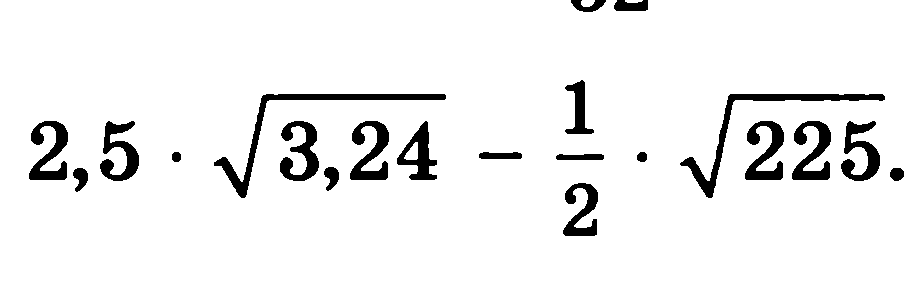 2,5 · √3,24 − 1/2 · √225.